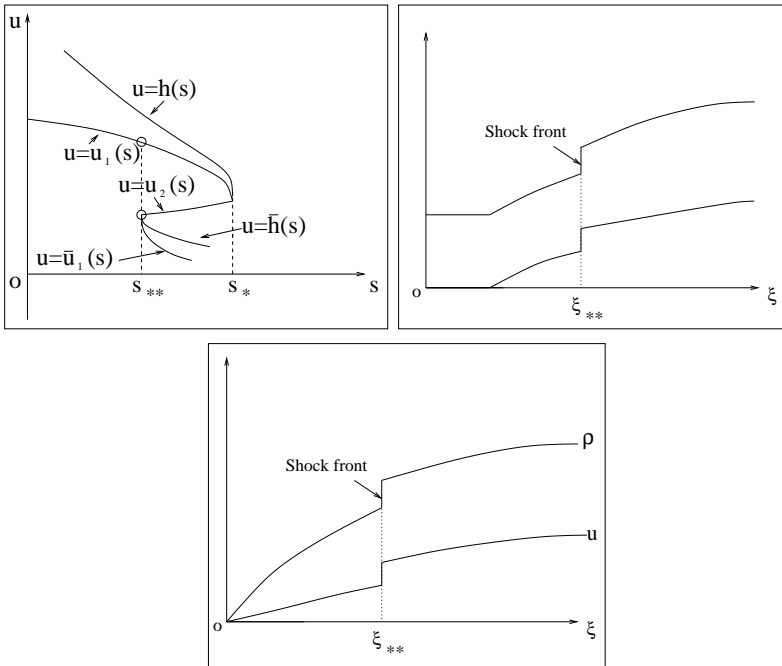 u
u=h(s)
u=u₁(s)
u=u₂(s)
u=h̄(s)
u=ū₁(s)
o
s**
s*
s
Shock front
o
ξ**
ξ
Shock front
ρ
u
o
ξ**
ξ